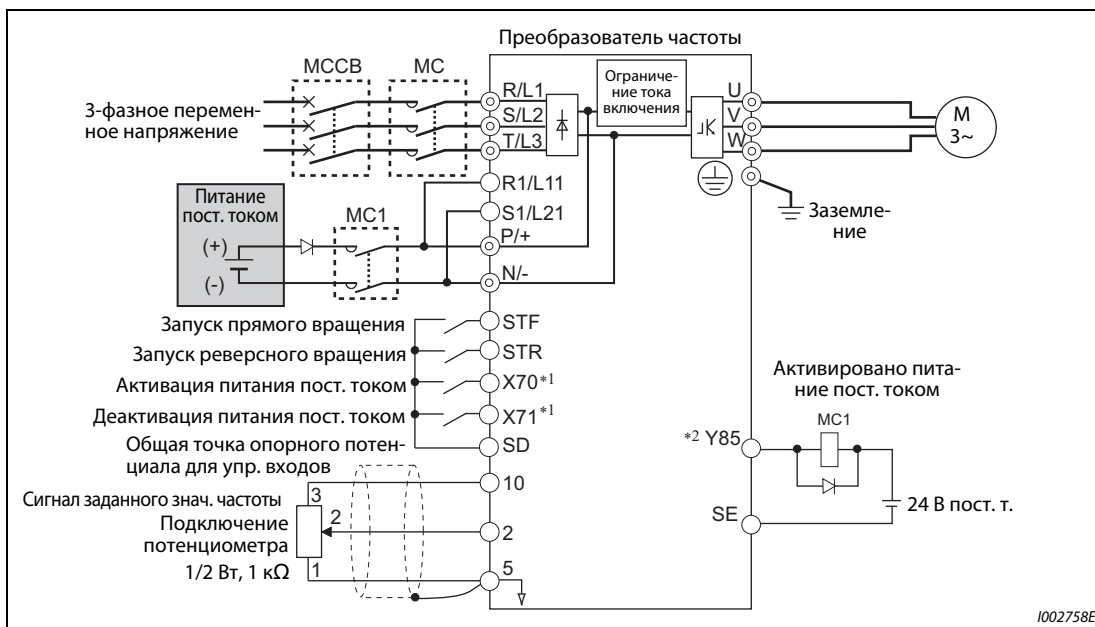 Преобразователь частоты
MCCB
MC
3-фазное перемен-
ное напряжение
R/L1
S/L2
T/L3
Ограниче-
ние тока
включения
U
V
W
M
3~
R1/L11
S1/L21
P/+
N/-
Питание
пост. током
(+)
(-)
MC1
Заземле-
ние
Запуск прямого вращения
STF
Запуск реверсного вращения
STR
Активация питания пост. током
X70*1
Деактивация питания пост. током
X71*1
Общая точка опорного потен-
циала для упр. входов
SD
Активировано пита-
ние пост. током
MC1
*2 Y85
SE
24 В пост. т.
Сигнал заданного знач. частоты
Подключение
потенциометра
1/2 Вт, 1 кΩ
3
2
1
10
2
5
I002758E